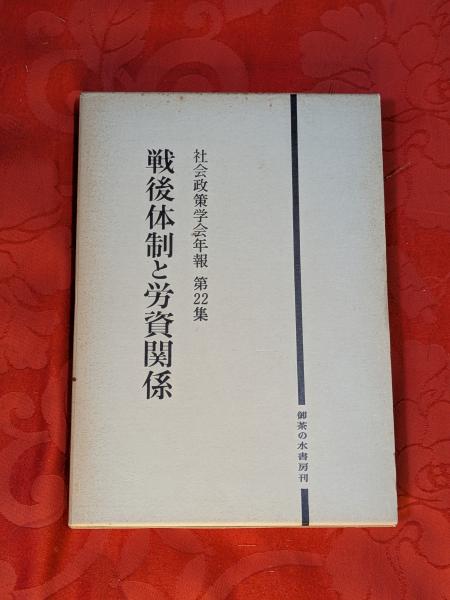 社会政策学会年報 第22集
戦後体制と労資関係
御茶の水書房刊